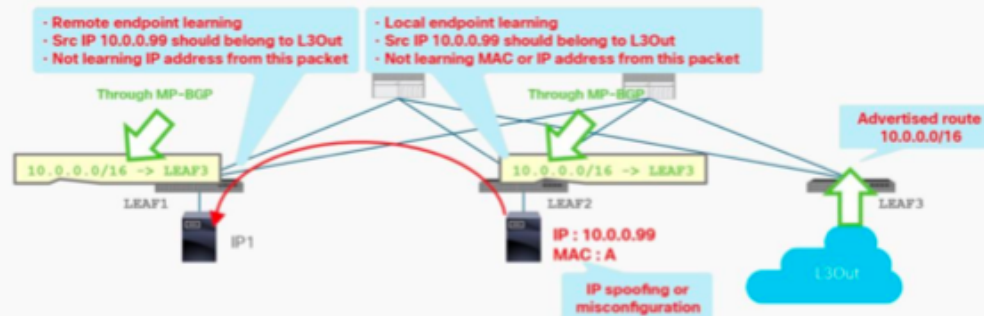 - Remote endpoint learning
- Src IP 10.0.0.99 should belong to L3Out
- Not learning IP address from this packet
- Local endpoint learning
- Src IP 10.0.0.99 should belong to L3Out
- Not learning MAC or IP address from this packet
Through MP-BGP
Through MP-BGP
Advertised route
10.0.0.0/16
10.0.0.0/16 -> LEAF3
10.0.0.0/16 -> LEAF3
LEAF1
LEAF2
LEAF3
IP1
IP : 10.0.0.99
MAC : A
L3Out
IP spoofing or
misconfiguration